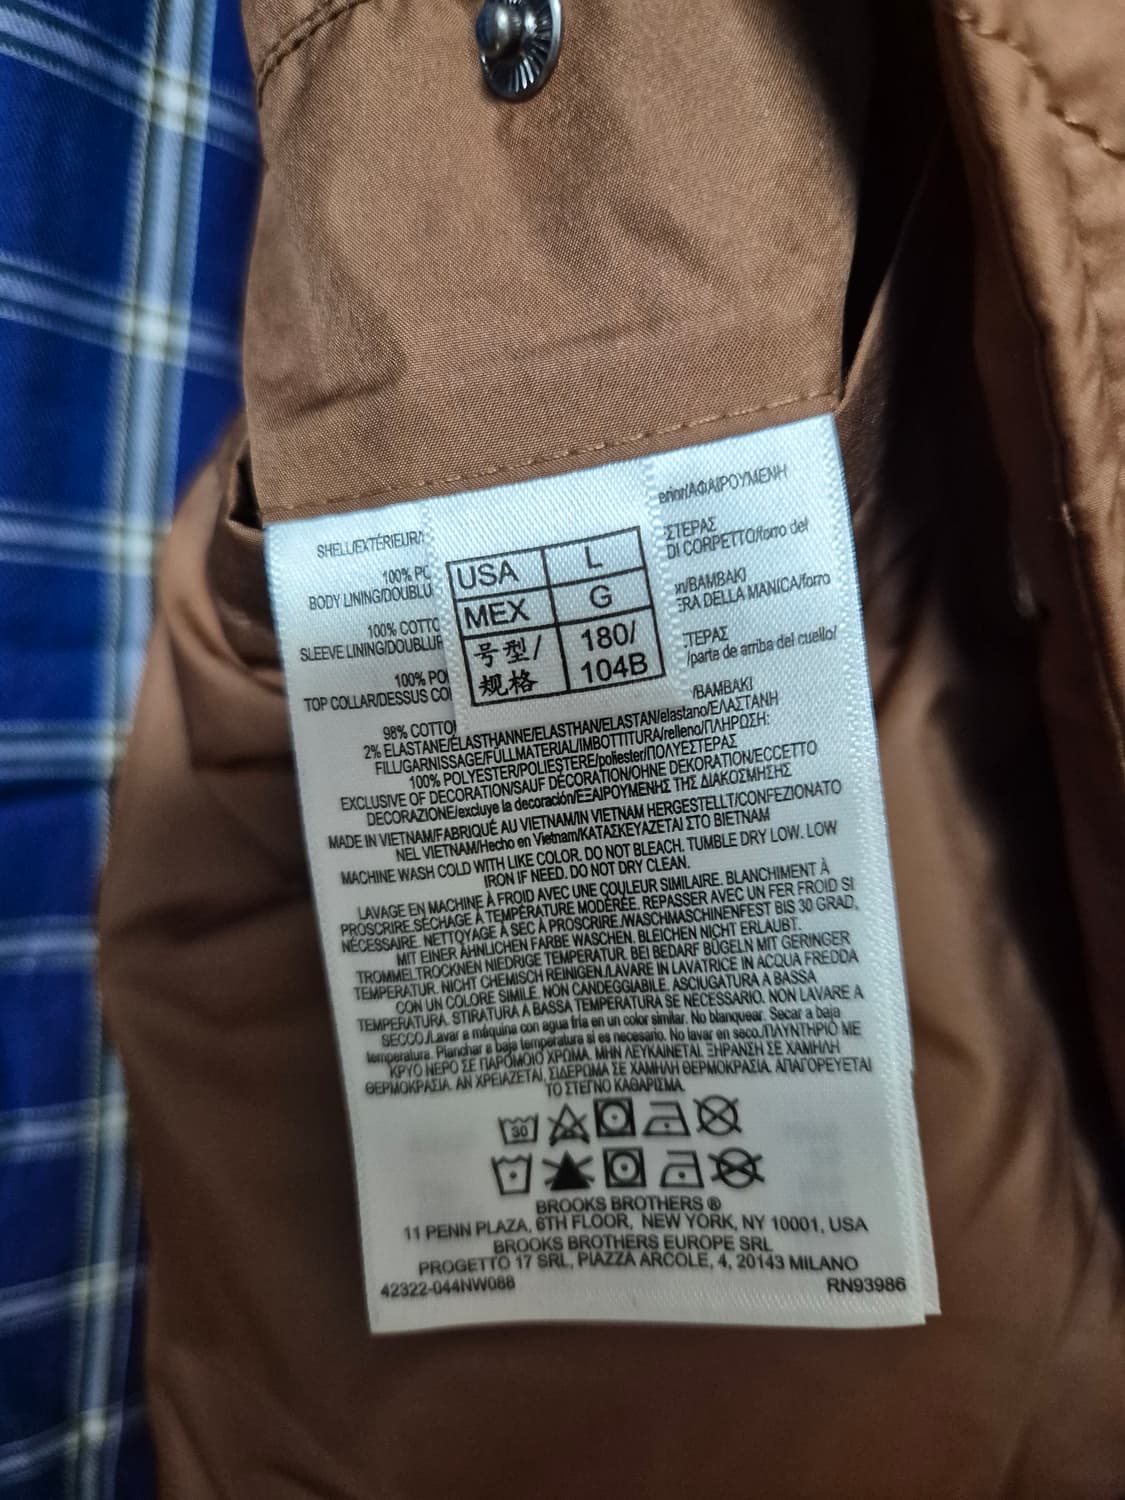 SHELL/EXTÉRIEUR/
erior/ΑΦΑΙΡΟΥΜΕΝΗ
100% PO
ΣΤΕΡΑΣ
BODY LINING/DOUBLU
DI CORPETTO/forro del
100% COTTO
n/ΒΑΜΒΑΚΙ
SLEEVE LINING/DOUBLUR
ERA DELLA MANICA/forro
100% PO
ΣΤΕΡΑΣ
TOP COLLAR/DESSUS CO
/parte de arriba del cuello/
USA L
MEX G
号型/ 180/
规格 104B
98% COTTO
/ΒΑΜΒΑΚΙ
2% ELASTANE/ÉLASTHANNE/ELASTHAN/ELASTAN/elastano/ΕΛΑΣΤΑΝΗ
FILL/GARNISSAGE/FÜLLMATERIAL/IMBOTTITURA/relleno/ΠΛΗΡΩΣΗ:
100% POLYESTER/POLIESTERE/poliester/ΠΟΛΥΕΣΤΕΡΑΣ
EXCLUSIVE OF DECORATION/SAUF DÉCORATION/OHNE DEKORATION/ECCETTO
DECORAZIONE/excluye la decoración/ΕΞΑΙΡΟΥΜΕΝΗΣ ΤΗΣ ΔΙΑΚΟΣΜΗΣΗΣ
MADE IN VIETNAM/FABRIQUÉ AU VIETNAM/IN VIETNAM HERGESTELLT/CONFEZIONATO
NEL VIETNAM/Hecho en Vietnam/ΚΑΤΑΣΚΕΥΑΖΕΤΑΙ ΣΤΟ ΒΙΕΤΝΑΜ
MACHINE WASH COLD WITH LIKE COLOR. DO NOT BLEACH. TUMBLE DRY LOW. LOW
IRON IF NEED. DO NOT DRY CLEAN.
LAVAGE EN MACHINE À FROID AVEC UNE COULEUR SIMILAIRE. BLANCHIMENT À
PROSCRIRE.SÉCHAGE À TEMPÉRATURE MODÉRÉE. REPASSER AVEC UN FER FROID SI
NÉCESSAIRE. NETTOYAGE À SEC À PROSCRIRE./WASCHMASCHINENFEST BIS 30 GRAD,
MIT EINER ÄHNLICHEN FARBE WASCHEN. BLEICHEN NICHT ERLAUBT.
TROMMELTROCKNEN NIEDRIGE TEMPERATUR. BEI BEDARF BÜGELN MIT GERINGER
TEMPERATUR. NICHT CHEMISCH REINIGEN./LAVARE IN LAVATRICE IN ACQUA FREDDA
CON UN COLORE SIMILE. NON CANDEGGIABILE. ASCIUGATURA A BASSA
TEMPERATURA. STIRATURA A BASSA TEMPERATURA SE NECESSARIO. NON LAVARE A
SECCO./Lavar a máquina con agua fría en un color similar. No blanquear. Secar a baja
temperatura. Planchar a baja temperatura si es necesario. No lavar en seco./ΠΛΥΝΤΗΡΙΟ ΜΕ
ΚΡΥΟ ΝΕΡΟ ΣΕ ΠΑΡΟΜΟΙΟ ΧΡΩΜΑ. ΜΗΝ ΛΕΥΚΑΙΝΕΤΑΙ. ΞΗΡΑΝΣΗ ΣΕ ΧΑΜΗΛΗ
ΘΕΡΜΟΚΡΑΣΙΑ. ΑΝ ΧΡΕΙΑΖΕΤΑΙ, ΣΙΔΕΡΩΜΑ ΣΕ ΧΑΜΗΛΗ ΘΕΡΜΟΚΡΑΣΙΑ. ΑΠΑΓΟΡΕΥΕΤΑΙ
ΤΟ ΣΤΕΓΝΟ ΚΑΘΑΡΙΣΜΑ.
30
BROOKS BROTHERS ®
11 PENN PLAZA, 6TH FLOOR, NEW YORK, NY 10001, USA
BROOKS BROTHERS EUROPE SRL
PROGETTO 17 SRL, PIAZZA ARCOLE, 4, 20143 MILANO
42322-044NW088 RN93986